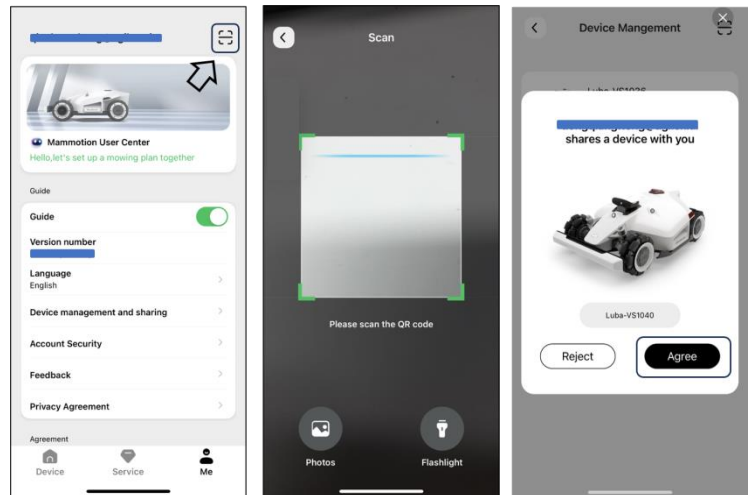 Mammotion User Center
Hello,let's set up a mowing plan together
Guide
Guide
Version number
Language
English
Device management and sharing
Account Security
Feedback
Privacy Agreement
Agreement
Device
Service
Me
Scan
Please scan the QR code
Photos
Flashlight
Device Mangement
shares a device with you
Luba-VS1040
Reject
Agree